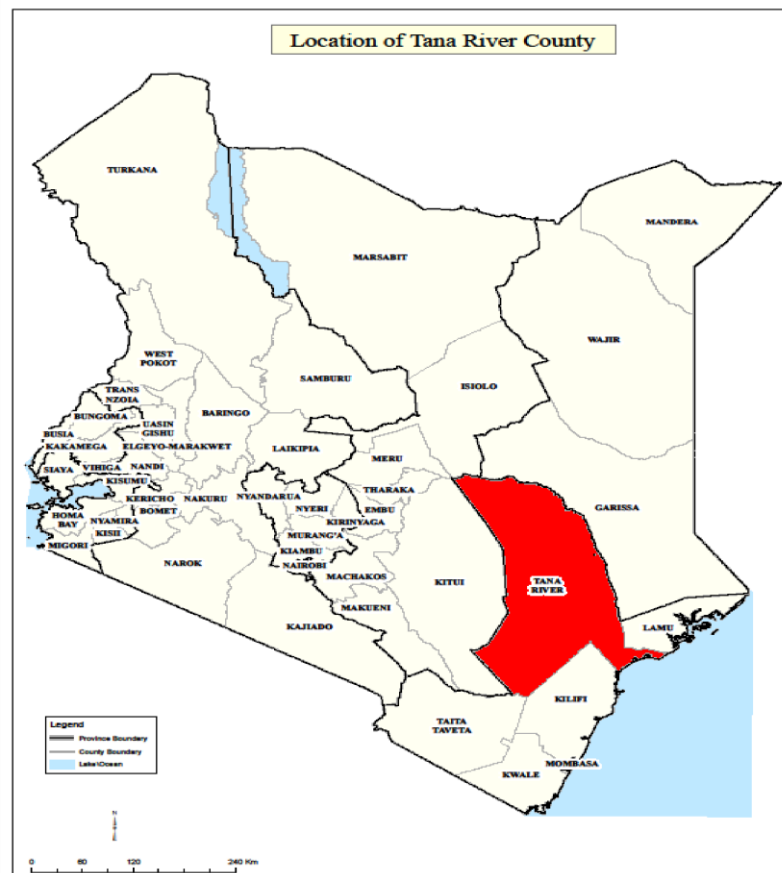 Location of Tana River County
TURKANA
MANDERA
MARSABIT
WAJIR
WEST
POKOT
SAMBURU
ISIOLO
TRANS
NZOIA
BUNGOMA
BARINGO
UASIN
GISHU
BUSIA
KAKAMEGA
ELGEYO-MARAKWET
LAIKIPIA
MERU
SIAYA
VIHIGA
NANDI
KISUMU
THARAKA
KERICHO
NAKURU
NYANDARUA
GARISSA
HOMA
BAY
BOMET
NYERI
EMBU
NYAMIRA
KIRINYAGA
KISII
MURANG'A
MIGORI
KIAMBU
NAROK
NAIROBI
MACHAKOS
KITUI
TANA
RIVER
MAKUENI
KAJIADO
LAMU
KILIFI
TAITA
TAVETA
MOMBASA
KWALE
Legend
Province Boundary
County Boundary
Lake\Ocean
0 60 120 240 Km